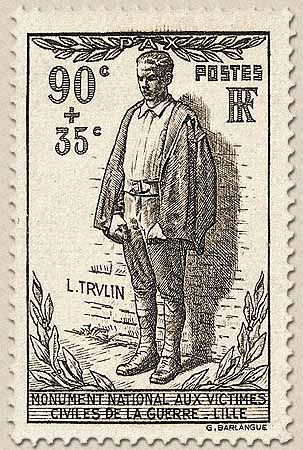 PAX
90c POSTES
+ RF
35c
L.TRVLIN
MONUMENT NATIONAL AUX VICTIMES
CIVILES DE LA GUERRE _ LILLE
G. BARLANGUE